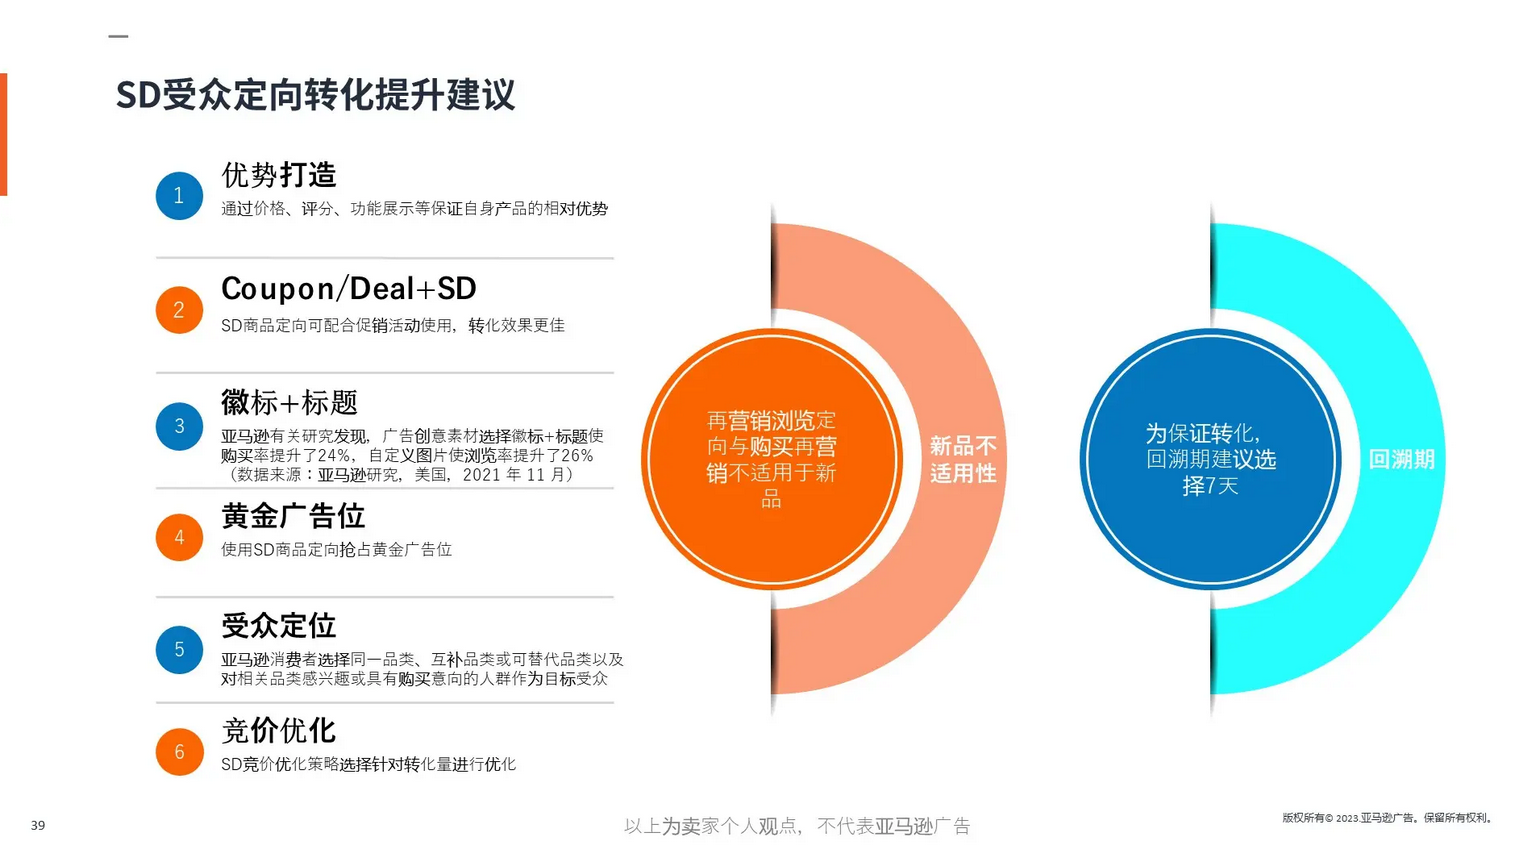 SD受众定向转化提升建议
1
优势打造
通过价格、评分、功能展示等保证自身产品的相对优势
2
Coupon/Deal+SD
SD商品定向可配合促销活动使用，转化效果更佳
3
徽标+标题
亚马逊有关研究发现，广告创意素材选择徽标+标题使
购买率提升了24%，自定义图片使浏览率提升了26%
（数据来源：亚马逊研究，美国，2021 年 11 月）
4
黄金广告位
使用SD商品定向抢占黄金广告位
5
受众定位
亚马逊消费者选择同一品类、互补品类或可替代品类以及
对相关品类感兴趣或具有购买意向的人群作为目标受众
6
竞价优化
SD竞价优化策略选择针对转化量进行优化
再营销浏览定
向与购买再营
销不适用于新
品
新品不
适用性
为保证转化，
回溯期建议选
择7天
回溯期
39
以上为卖家个人观点，不代表亚马逊广告
版权所有© 2023.亚马逊广告。保留所有权利。